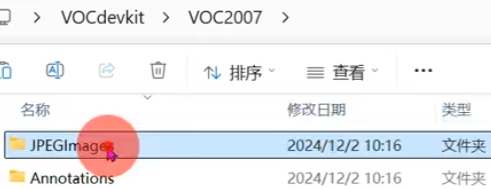 VOCdevkit > VOC2007 >
排序 查看 ...
名称 修改日期 类型
JPEGImages 2024/12/2 10:16 文件夹
Annotations 2024/12/2 10:16 文件夹